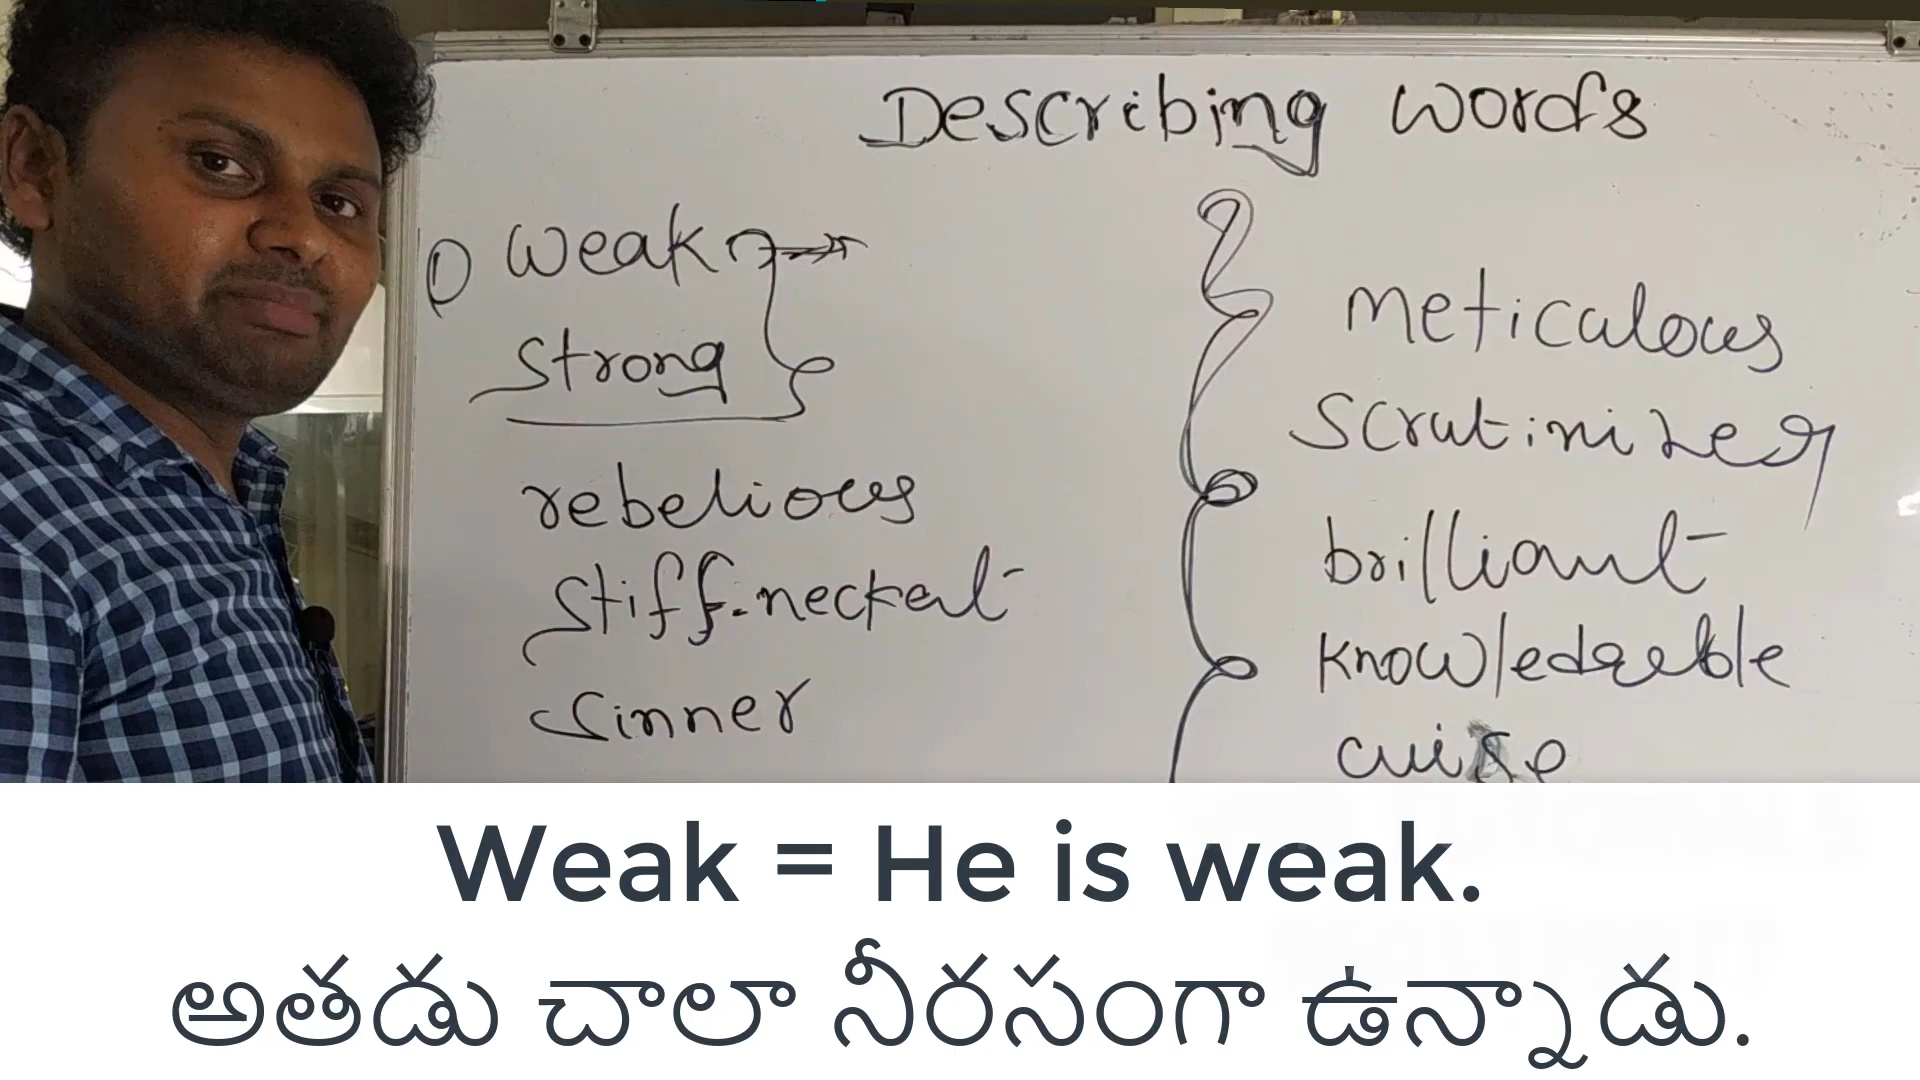 Describing words
1) weak
strong
rebelious
stiff-necked
sinner
meticulous
scrutinizer
brilliant
knowledeable
Weak = He is weak.
అతడు చాలా నీరసంగా ఉన్నాడు.